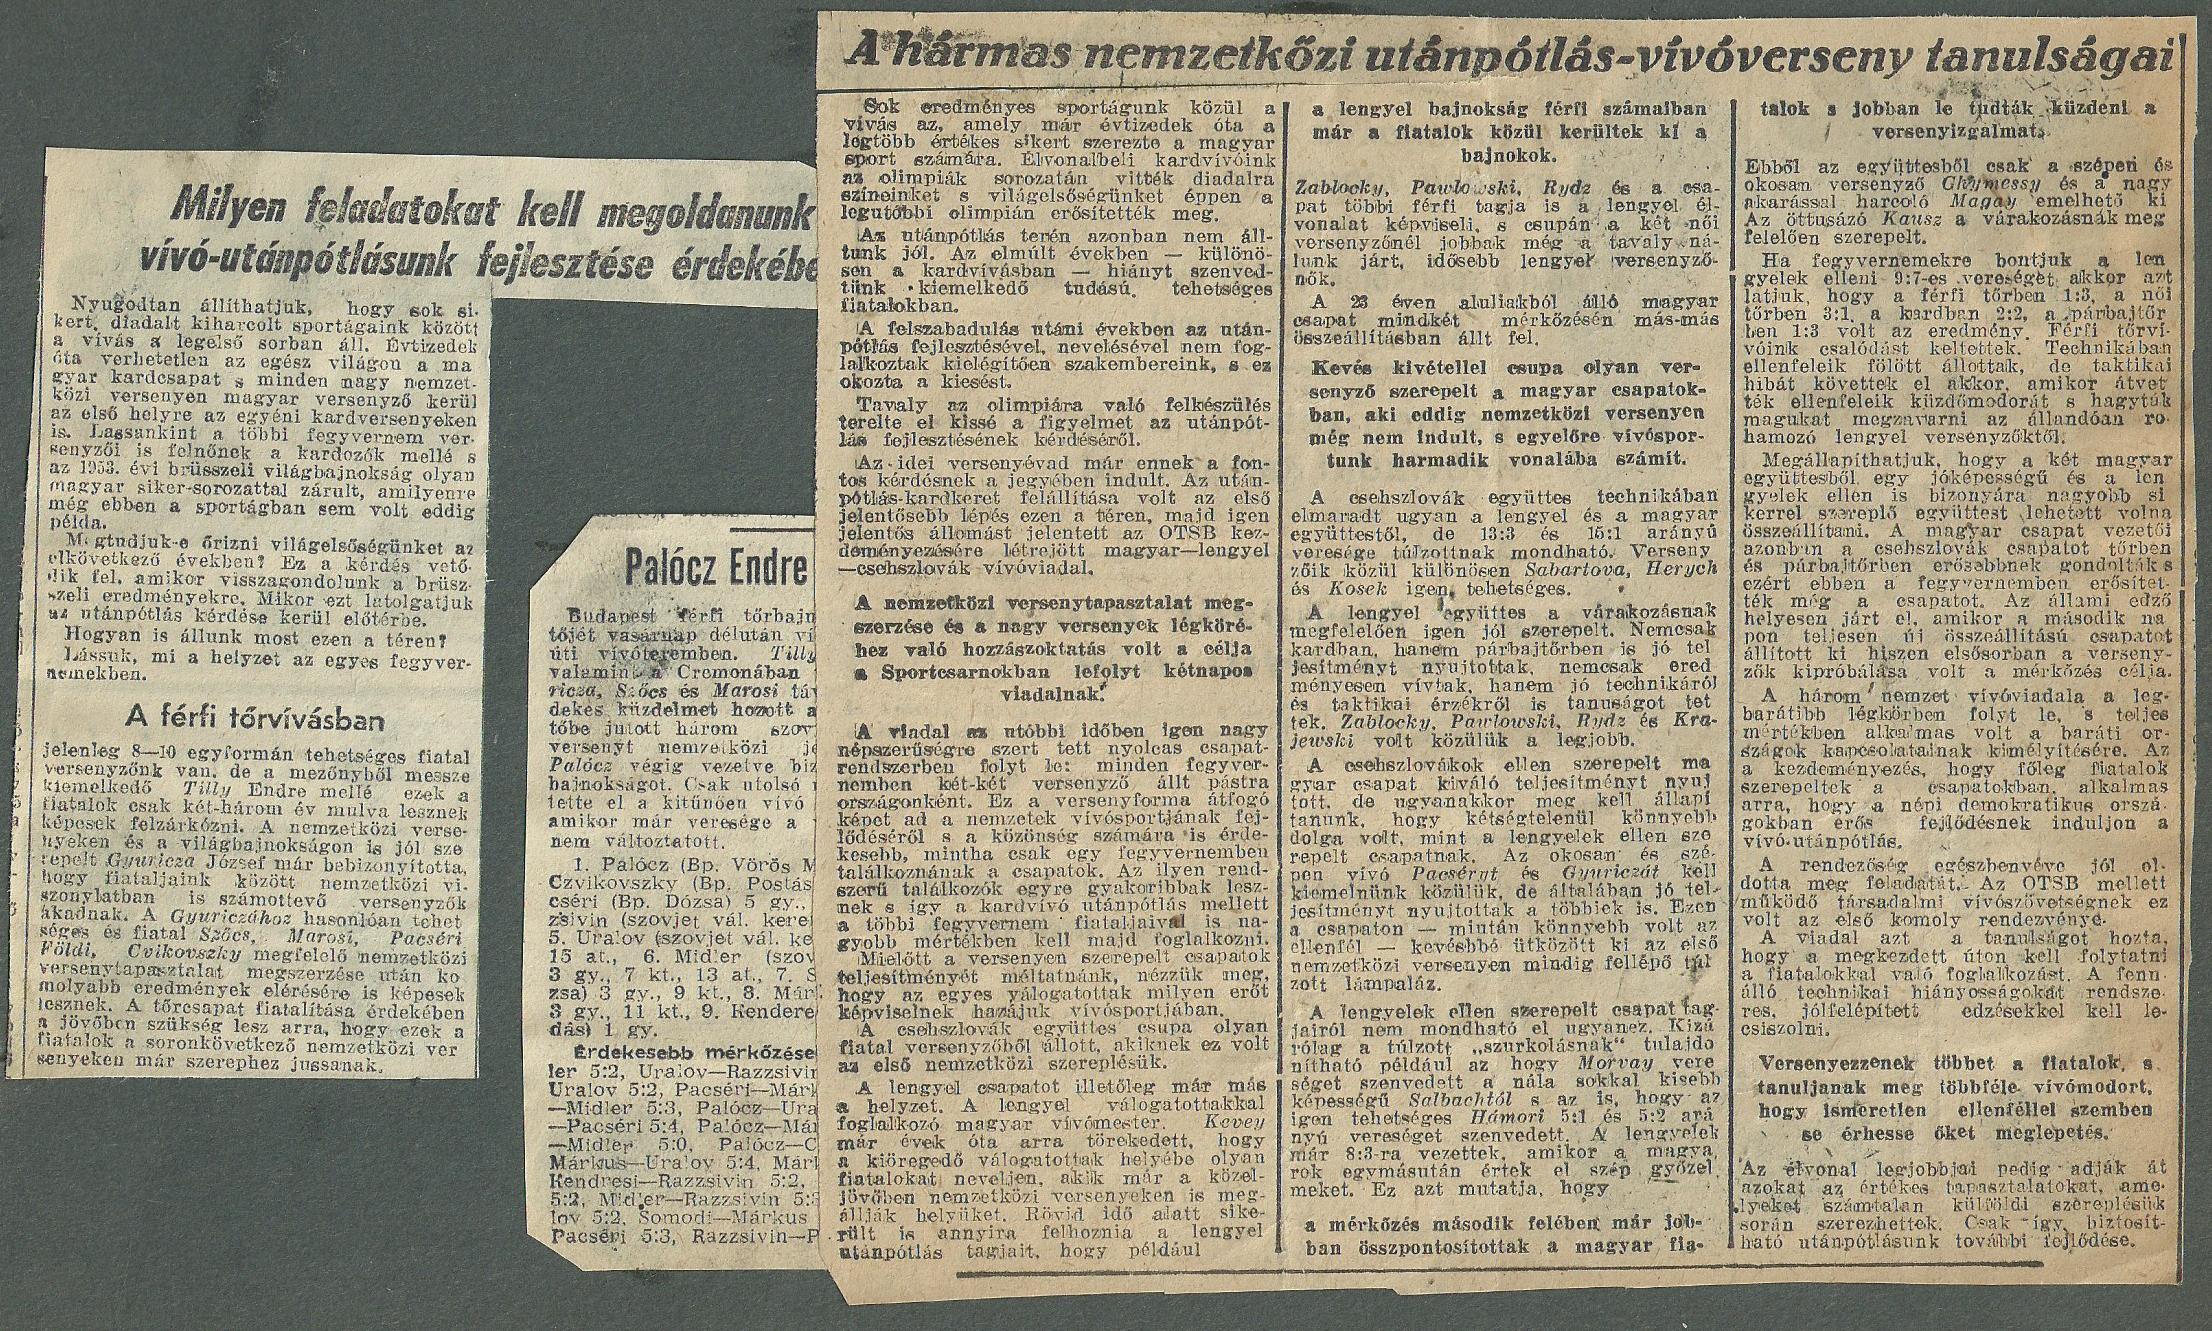 Milyen feladatokat kell megoldanunk
vívó-utánpótlásunk fejlesztése érdekébe
Nyugodtan állíthatjuk, hogy sok si-
kert, diadalt kiharcolt sportágaink között
a vívás a legelső sorban áll. Évtizedek
óta verhetetlen az egész világon a ma
gyar kardcsapat s minden nagy nemzet-
közi versenyen magyar versenyző kerül
az első helyre az egyéni kardversenyeken
is. Lassankint a többi fegyvernem ver-
senyzői is felnőnek a kardozók mellé s
az 1953. évi brüsszeli világbajnokság olyan
magyar siker-sorozattal zárult, amilyenre
még ebben a sportágban sem volt eddig
példa.
Megtudjuk-e őrizni világelsőségünket az
elkövetkező években? Ez a kérdés vető-
dik fel, amikor visszagondolunk a brüsz-
szeli eredményekre. Mikor ezt latolgatjuk
az utánpótlás kérdése kerül előtérbe.
Hogyan is állunk most ezen a téren?
Lássuk, mi a helyzet az egyes fegyver-
nemekben.
A férfi tőrvívásban
jelenleg 8—10 egyformán tehetséges fiatal
versenyzőnk van, de a mezőnyből messze
kiemelkedő Tilly Endre mellé ezek a
fiatalok csak két-három év mulva lesznek
képesek felzárkózni. A nemzetközi verse-
nyeken és a világbajnokságon is jól sze
repelt Gyuricza József már bebizonyította,
hogy fiataljaink között nemzetközi vi-
szonylatban is számottevő versenyzők
akadnak. A Gyuriczához hasonlóan tehet
séges és fiatal Szőcs, Marosi, Pacséri
Földi, Cvikovszky megfelelő nemzetközi
versenytapasztalat megszerzése után ko
molyabb eredmények elérésére is képesek
lesznek. A tőrcsapat fiatalítása érdekében
a jövőben szükség lesz arra, hogy ezek a
fiatalok a soronkövetkező nemzetközi ver
senyeken már szerephez jussanak.
Palócz Endre
Budapest férfi tőrbajn
tőjét vasárnap délután ví
úti vívóteremben. Tilly
valamint a Cremonában
ricza, Szőcs és Marosi tá
dekes küzdelmet hozott a
tőbe jutott három szov
versenyt nemzetközi je
Palócz végig vezetve biz
bajnokságot. Csak utolsó
tette el a kitűnően vívó
amikor már veresége a
nem változtatott.
1. Palócz (Bp. Vörös M
Czvikovszky (Bp. Postás
cséri (Bp. Dózsa) 5 gy.,
zsivin (szovjet vál. keret
5. Uralov (szovjet vál. ke
15 at., 6. Midler (szov
3 gy., 7 kt., 13 at., 7. S
zsa) 3 gy., 9 kt., 8. Márk
3 gy., 11 kt., 9. Kendere
dás) 1 gy.
Érdekesebb mérkőzése
ler 5:2, Uralov—Razzsivin
Uralov 5:2, Pacséri—Márk
—Midler 5:3, Palócz—Ura
—Pacséri 5:4, Palócz—Már
—Midler 5:0, Palócz—C
Márkus—Uralov 5:4, Márk
Kendresi—Razzsivin 5:2,
5:2, Midler—Razzsivin 5:3
lov 5:2, Somodi—Márkus
Pacséri 5:3, Razzsivin—P
A hármas nemzetközi utánpótlás-vívóverseny tanulságai
Sok eredményes sportágunk közül a
vívás az, amely már évtizedek óta a
legtöbb értékes sikert szerezte a magyar
sport számára. Élvonalbeli kardvívóink
az olimpiák sorozatán vitték diadalra
színeinket s világelsőségünket éppen a
legutóbbi olimpián erősítették meg.
Az utánpótlás terén azonban nem áll-
tunk jól. Az elmúlt években — különö-
sen a kardvívásban — hiányt szenved-
tünk kiemelkedő tudású, tehetséges
fiatalokban.
A felszabadulás utáni években az után-
pótlás fejlesztésével, nevelésével nem fog-
lalkoztak kielégítően szakembereink, s ez
okozta a kiesést.
Tavaly az olimpiára való felkészülés
terelte el kissé a figyelmet az utánpót-
lás fejlesztésének kérdéséről.
Az idei versenyévad már ennek a fon-
tos kérdésnek a jegyében indult. Az után-
pótlás-kardkeret felállítása volt az első
jelentősebb lépés ezen a téren, majd igen
jelentős állomást jelentett az OTSB kez-
deményezésére létrejött magyar—lengyel
—csehszlovák vívóviadal.
A nemzetközi versenytapasztalat meg-
szerzése és a nagy versenyek légköré-
hez való hozzászoktatás volt a célja
a Sportcsarnokban lefolyt kétnapos
viadalnak.
A viadal az utóbbi időben igen nagy
népszerűségre szert tett nyolcas csapat-
rendszerben folyt le: minden fegyver-
nemben két-két versenyző állt pástra
országonként. Ez a versenyforma átfogó
képet ad a nemzetek vívósportjának fej-
lődéséről s a közönség számára is érde-
kesebb, mintha csak egy fegyvernemben
találkoznának a csapatok. Az ilyen rend-
szerű találkozók egyre gyakoribbak lesz-
nek s így a kardvívó utánpótlás mellett
a többi fegyvernem fiataljaival is na-
gyobb mértékben kell majd foglalkozni.
Mielőtt a versenyen szerepelt csapatok
teljesítményét méltatnánk, nézzük meg,
hogy az egyes válogatottak milyen erőt
képviselnek hazájuk vívósportjában.
A csehszlovák együttes csupa olyan
fiatal versenyzőből állott, akiknek ez volt
az első nemzetközi szereplésük.
A lengyel csapatot illetőleg már más
a helyzet. A lengyel válogatottakkal
foglalkozó magyar vívómester, Kevey
már évek óta arra törekedett, hogy
a kiöregedő válogatottak helyébe olyan
fiatalokat neveljen, akik már a közel-
jövőben nemzetközi versenyeken is meg-
állják helyüket. Rövid idő alatt sike-
rült is annyira felhoznia a lengyel
utánpótlás tagjait, hogy például
a lengyel bajnokság férfi számaiban
már a fiatalok közül kerültek ki a
bajnokok.
Zablocky, Pawlowski, Rydz és a csa-
pat többi férfi tagja is a lengyel él-
vonalat képviseli, s csupán a két női
versenyzőnél jobbak még a tavaly ná-
lunk járt, idősebb lengyel versenyző-
nők.
A 23 éven aluliakból álló magyar
csapat mindkét mérkőzésén más-más
összeállításban állt fel.
Kevés kivétellel csupa olyan ver-
senyző szerepelt a magyar csapatok-
ban, aki eddig nemzetközi versenyen
még nem indult, s egyelőre vívóspor-
tunk harmadik vonalába számít.
A csehszlovák együttes technikában
elmaradt ugyan a lengyel és a magyar
együttestől, de 13:3 és 15:1 arányú
veresége túlzottnak mondható. Verseny
zőik közül különösen Sabartova, Herych
és Kosek igen tehetséges.
A lengyel együttes a várakozásnak
megfelelően igen jól szerepelt. Nemcsak
kardban, hanem párbajtőrben is jó tel
jesítményt nyujtottak, nemcsak ered
ményesen vívtak, hanem jó technikáról
és taktikai érzékről is tanuságot tet
tek. Zablocky, Pawlowski, Rydz és Kra-
jewski volt közülük a legjobb.
A csehszlovákok ellen szerepelt ma
gyar csapat kiváló teljesítményt nyuj
tott, de ugyanakkor meg kell állapí
tanunk, hogy kétségtelenül könnyebb
dolga volt, mint a lengyelek ellen sze
repelt csapatnak. Az okosan és szé-
pen vívó Pacséryt és Gyuriczát kell
kiemelnünk közülük, de általában jó tel-
jesítményt nyujtottak a többiek is. Ezen
a csapaton — miután könnyebb volt az
ellenfél — kevésbbé ütközött ki az első
nemzetközi versenyen mindig fellépő túl
zott lámpaláz.
A lengyelek ellen szerepelt csapat tag-
jairól nem mondható el ugyanez. Kizá
rólag a túlzott „szurkolásnak" tulajdo
nítható például az hogy Morvay vere
séget szenvedett a nála sokkal kisebb
képességű Salbachtól s az is, hogy az
igen tehetséges Hámori 5:1 és 5:2 ará
nyú vereséget szenvedett. A lengyelek
már 8:3-ra vezettek, amikor a magya,
rok egymásután értek el szép győzel
meket. Ez azt mutatja, hogy
a mérkőzés második felében már job-
ban összpontosítottak a magyar fia-
talok s jobban le tudták küzdeni a
versenyizgalmat.
Ebből az együttesből csak a szépen és
okosan versenyző Ghymessy és a nagy
akarással harcoló Magay emelhető ki
Az öttusázó Kausz a várakozásnak meg
felelően szerepelt.
Ha fegyvernemekre bontjuk a len
gyelek elleni 9:7-es vereséget, akkor azt
látjuk, hogy a férfi tőrben 1:3, a női
tőrben 3:1, a kardban 2:2, a párbajtőr
ben 1:3 volt az eredmény. Férfi tőrví-
vóink csalódást keltettek. Technikában
ellenfeleik fölött állottak, de taktikai
hibát követtek el akkor, amikor átvet
ték ellenfeleik küzdőmodorát s hagyták
magukat megzavarni az állandóan ro-
hamozó lengyel versenyzőktől.
Megállapíthatjuk, hogy a két magyar
együttesből egy jóképességű és a len
gyelek ellen is bizonyára nagyobb si
kerrel szereplő együttest lehetett volna
összeállítani. A magyar csapat vezetői
azonban a csehszlovák csapatot tőrben
és párbajtőrben erősebbnek gondolták s
ezért ebben a fegyvernemben erősítet-
ték még a csapatot. Az állami edző
helyesen járt el, amikor a második na
pon teljesen új összeállítású csapatot
állított ki hiszen elsősorban a verseny-
zők kipróbálása volt a mérkőzés célja.
A három nemzet vívóviadala a leg-
barátibb légkörben folyt le, s teljes
mértékben alkalmas volt a baráti or-
szágok kapcsolatainak kimélyítésére. Az
a kezdeményezés, hogy főleg fiatalok
szerepeltek a csapatokban, alkalmas
arra, hogy a népi demokratikus orszá-
gokban erős fejlődésnek induljon a
vívó-utánpótlás.
A rendezőség egészbenvéve jól ol-
dotta meg feladatát. Az OTSB mellett
működő társadalmi vívószövetségnek ez
volt az első komoly rendezvénye.
A viadal azt a tanulságot hozta,
hogy a megkezdett úton kell folytatni
a fiatalokkal való foglalkozást. A fenn-
álló technikai hiányosságokat rendsze-
res, jólfelépített edzésekkel kell le-
csiszolni.
Versenyezzenek többet a fiatalok, s
tanuljanak meg többféle vívómodort,
hogy ismeretlen ellenféllel szemben
se érhesse őket meglepetés.
Az élvonal legjobbjai pedig adják át
azokat az értékes tapasztalatokat, ame-
lyeket számtalan külföldi szereplésük
során szerezhettek. Csak így biztosít-
ható utánpótlásunk további fejlődése.